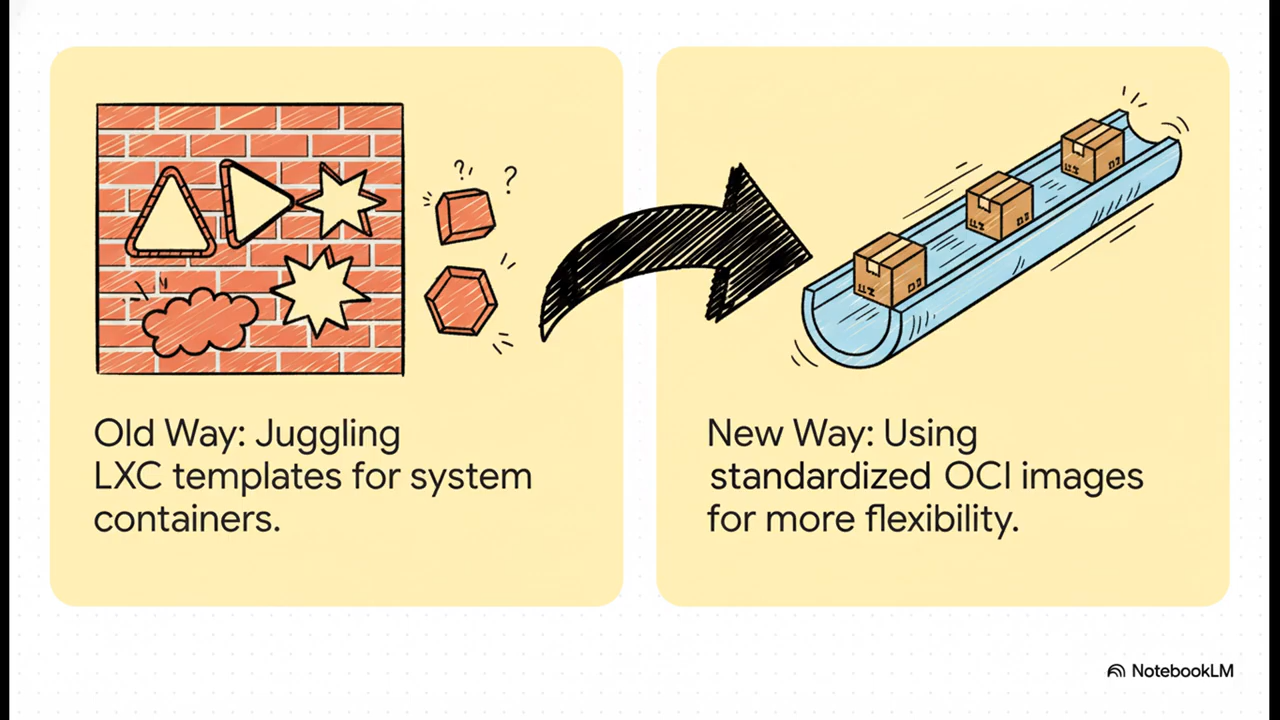 ? ?
Old Way: Juggling
LXC templates for system
containers.
New Way: Using
standardized OCI images
for more flexibility.
NotebookLM